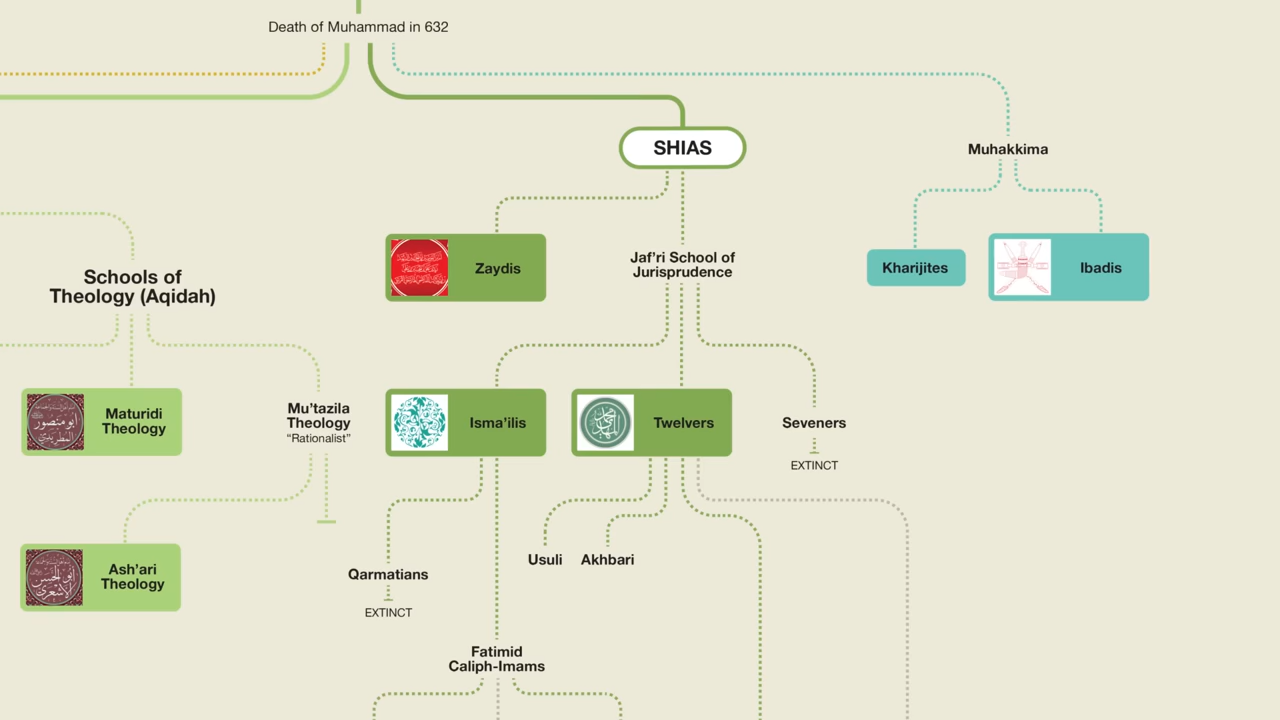 Death of Muhammad in 632
SHIAS
Muhakkima
Zaydis
Jaf'ri School of
Jurisprudence
Kharijites
Ibadis
Schools of
Theology (Aqidah)
Maturidi
Theology
Mu'tazila
Theology
"Rationalist"
Isma'ilis
Twelvers
Seveners
EXTINCT
Usuli
Akhbari
Ash'ari
Theology
Qarmatians
EXTINCT
Fatimid
Caliph-Imams